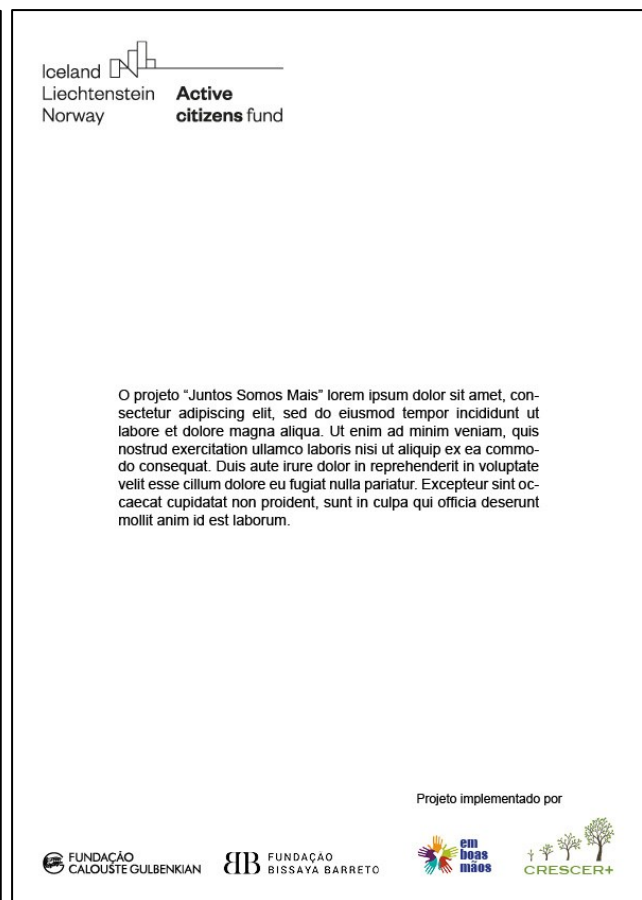 Iceland
Liechtenstein
Norway
Active
citizens fund
O projeto “Juntos Somos Mais” lorem ipsum dolor sit amet, con-
sectetur adipiscing elit, sed do eiusmod tempor incididunt ut
labore et dolore magna aliqua. Ut enim ad minim veniam, quis
nostrud exercitation ullamco laboris nisi ut aliquip ex ea commo-
do consequat. Duis aute irure dolor in reprehenderit in voluptate
velit esse cillum dolore eu fugiat nulla pariatur. Excepteur sint oc-
caecat cupidatat non proident, sunt in culpa qui officia deserunt
mollit anim id est laborum.
Projeto implementado por
FUNDAÇÃO
CALOUSTE GULBENKIAN
BB FUNDAÇÃO
BISSAYA BARRETO
em
boas
mãos
CRESCER+